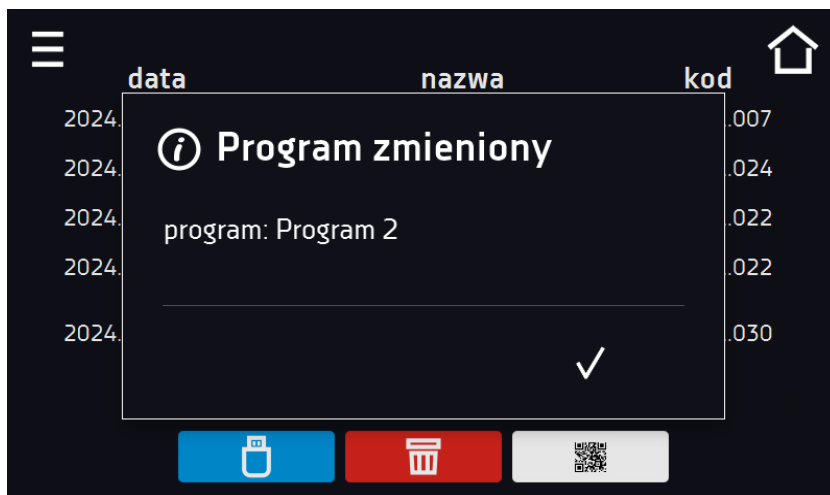 data nazwa kod
2024. .007
Program zmieniony
2024. .024
2024. .022
program: Program 2
2024. .022
2024. .030